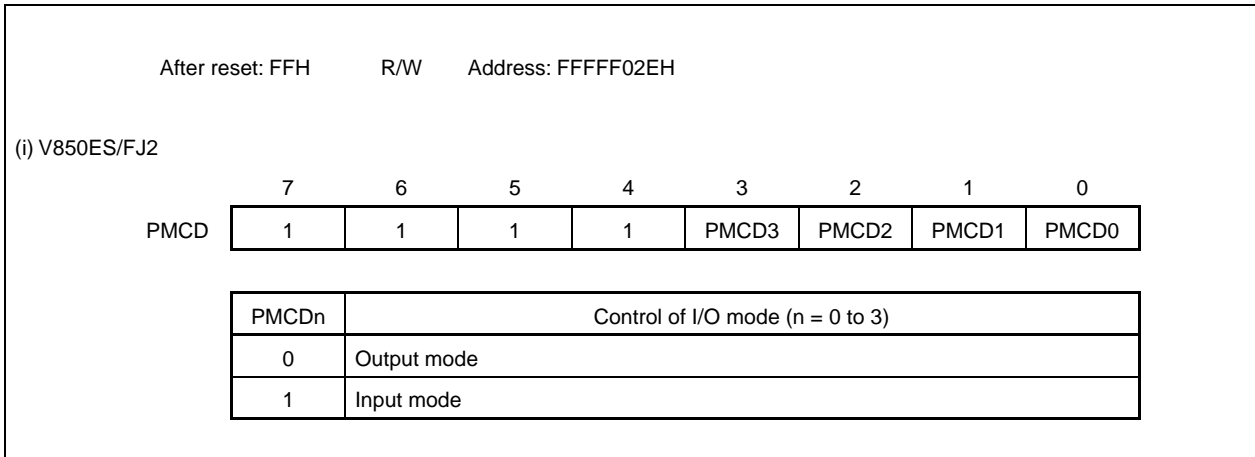 After reset: FFH R/W Address: FFFFF02EH
(i) V850ES/FJ2
7 6 5 4 3 2 1 0
PMCD 1 1 1 1 PMCD3 PMCD2 PMCD1 PMCD0
PMCDn Control of I/O mode (n = 0 to 3)
0 Output mode
1 Input mode